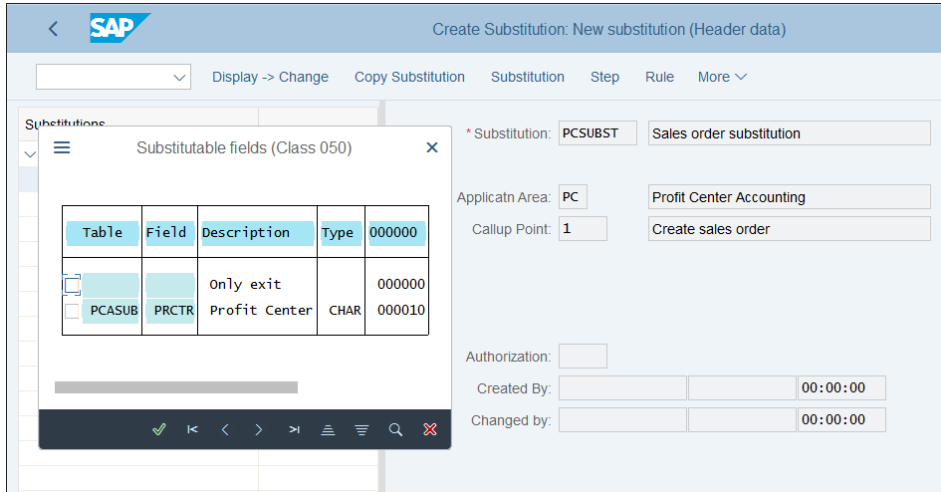 SAP
Create Substitution: New substitution (Header data)
Display -> Change Copy Substitution Substitution Step Rule More
Substitutions
Substitutable fields (Class 050)
Table Field Description Type 000000
Only exit 000000
PCASUB PRCTR Profit Center CHAR 000010
* Substitution: PCSUBST Sales order substitution
Applicatn Area: PC Profit Center Accounting
Callup Point: 1 Create sales order
Authorization:
Created By: 00:00:00
Changed by: 00:00:00